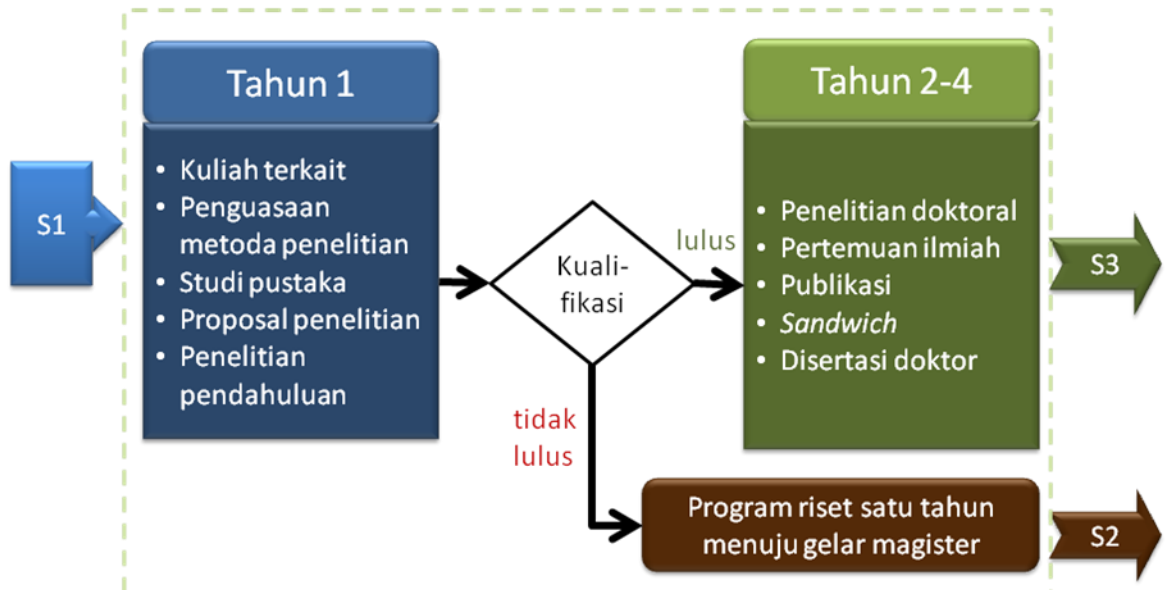 S1
Tahun 1
• Kuliah terkait
• Penguasaan
metoda penelitian
• Studi pustaka
• Proposal penelitian
• Penelitian
pendahuluan
Kuali-
fikasi
lulus
tidak
lulus
Tahun 2-4
• Penelitian doktoral
• Pertemuan ilmiah
• Publikasi
• Sandwich
• Disertasi doktor
S3
Program riset satu tahun
menuju gelar magister
S2